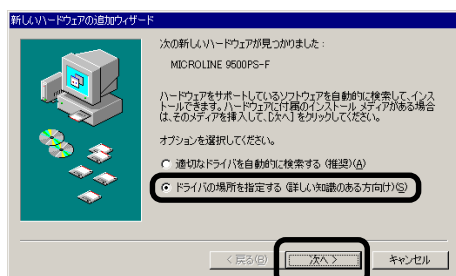 新しいハードウェアの追加ウィザード
次の新しいハードウェアが見つかりました:
MICROLINE 9500PS-F
ハードウェアをサポートしているソフトウェアを自動的に検索して、インス
トールできます。ハードウェアに付属のインストール メディアがある場合
は、そのメディアを挿入して、[次へ] をクリックしてください。
オプションを選択してください。
適切なドライバを自動的に検索する (推奨)(A)
ドライバの場所を指定する (詳しい知識のある方向け)(S)
< 戻る(B) 次へ > キャンセル